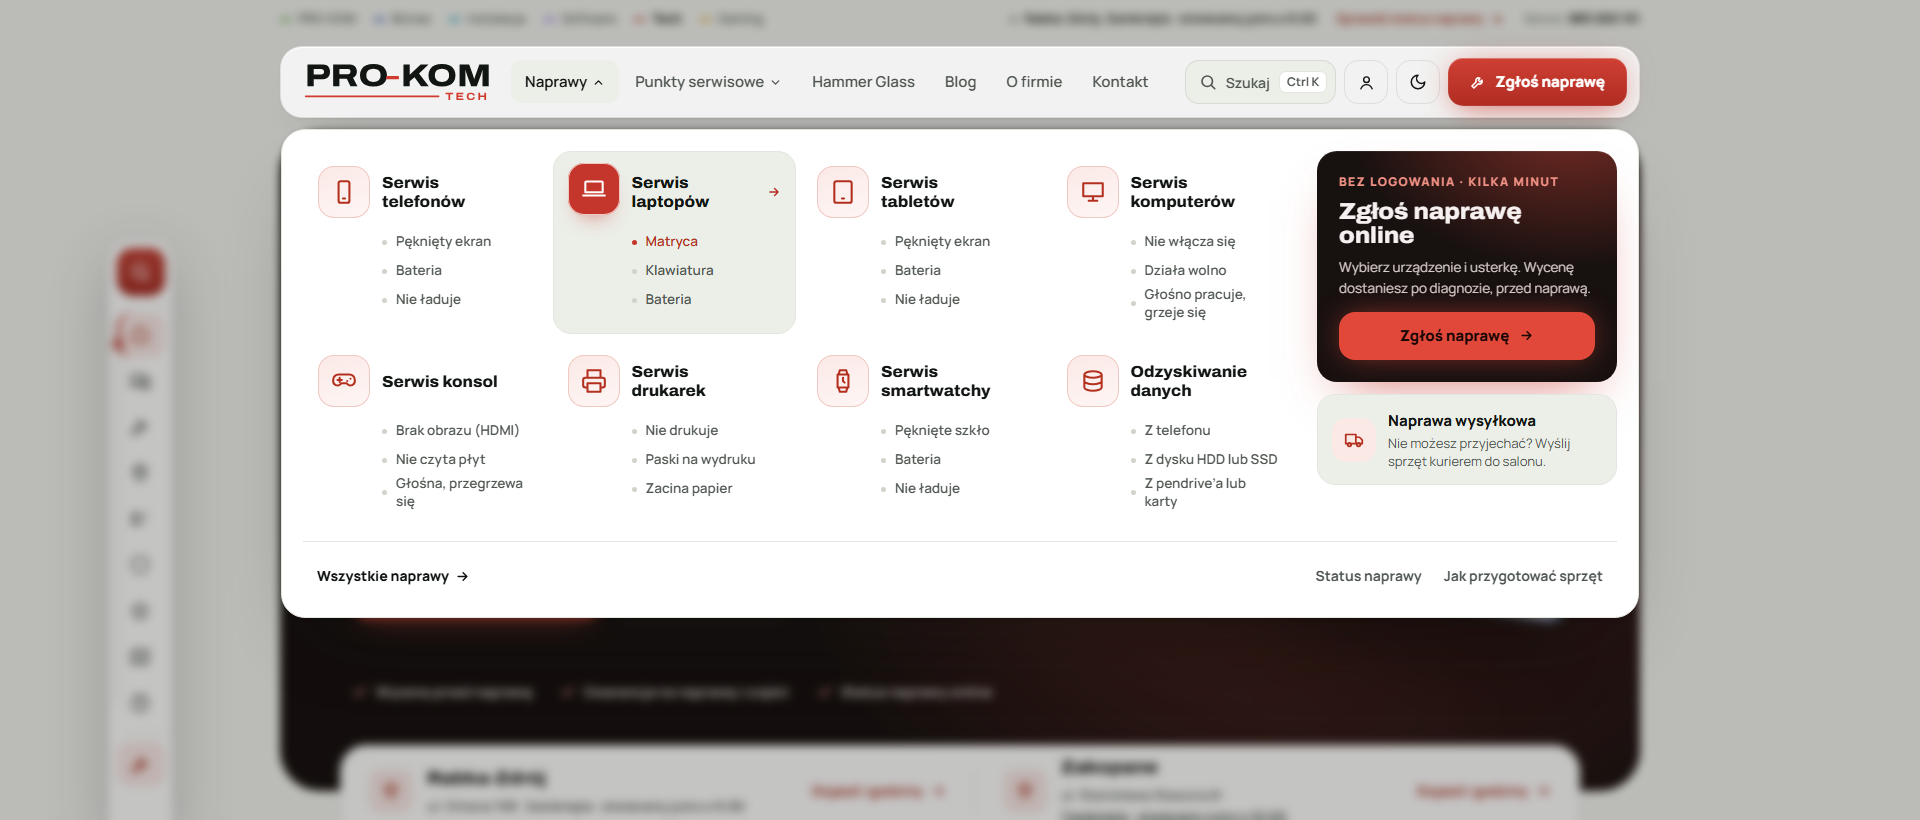 PRO-KOM
TECH
Naprawy
Punkty serwisowe
Hammer Glass
Blog
O firmie
Kontakt
Szukaj
Ctrl K
Zgłoś naprawę
Serwis
telefonów
Pęknięty ekran
Bateria
Nie ładuje
Serwis
laptopów
Matryca
Klawiatura
Bateria
Serwis
tabletów
Pęknięty ekran
Bateria
Nie ładuje
Serwis
komputerów
Nie włącza się
Działa wolno
Głośno pracuje,
grzeje się
Serwis konsol
Brak obrazu (HDMI)
Nie czyta płyt
Głośna, przegrzewa
się
Serwis
drukarek
Nie drukuje
Paski na wydruku
Zacina papier
Serwis
smartwatchy
Pęknięte szkło
Bateria
Nie ładuje
Odzyskiwanie
danych
Z telefonu
Z dysku HDD lub SSD
Z pendrive'a lub
karty
BEZ LOGOWANIA · KILKA MINUT
Zgłoś naprawę
online
Wybierz urządzenie i usterkę. Wycenę
dostaniesz po diagnozie, przed naprawą.
Zgłoś naprawę
Naprawa wysyłkowa
Nie możesz przyjechać? Wyślij
sprzęt kurierem do salonu.
Wszystkie naprawy
Status naprawy
Jak przygotować sprzęt
Rabka-Zdrój
Zakopane